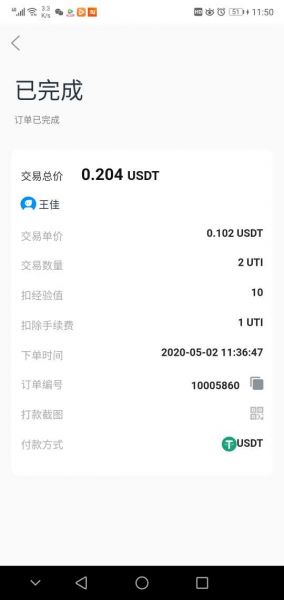 46 3.3 K/s HD 51 11:50
已完成
订单已完成
交易总价 0.204 USDT
王佳
交易单价 0.102 USDT
交易数量 2 UTI
扣经验值 10
扣除手续费 1 UTI
下单时间 2020-05-02 11:36:47
订单编号 10005860
打款截图
付款方式 USDT